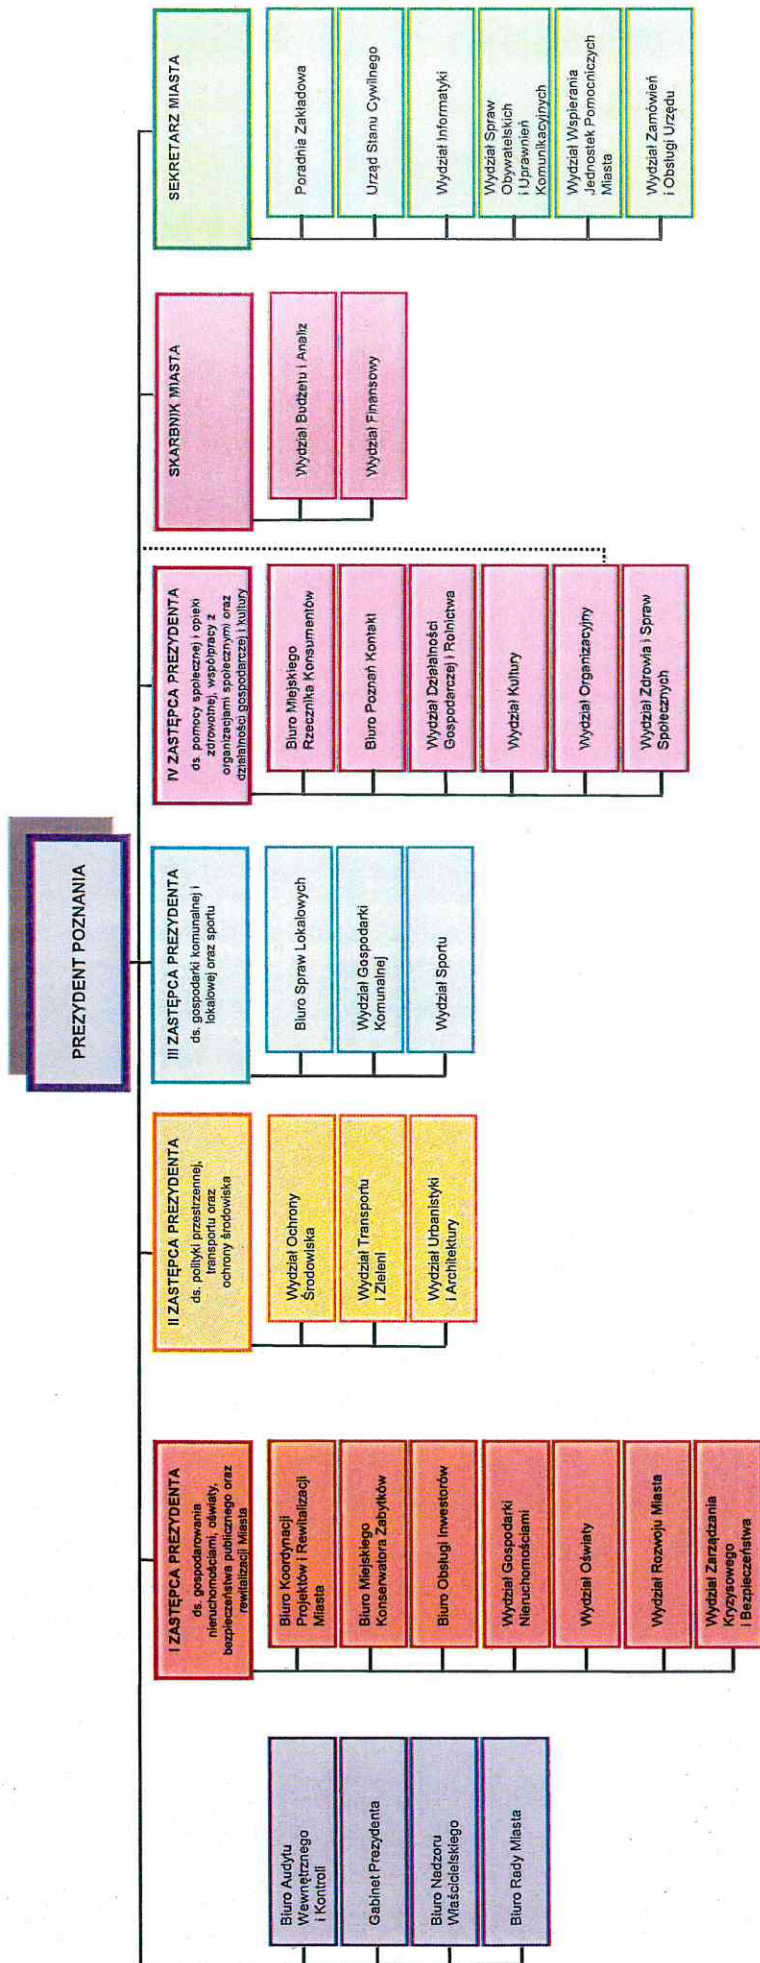 PREZYDENT POZNANIA
Biuro Audytu
Wewnętrznego
i Kontroli
Gabinet Prezydenta
Biuro Nadzoru
Właścicielskiego
Biuro Rady Miasta
I ZASTĘPCA PREZYDENTA
ds. gospodarowania
nieruchomościami, oświaty,
bezpieczeństwa publicznego oraz
rewitalizacji Miasta
Biuro Koordynacji
Projektów i Rewitalizacji
Miasta
Biuro Miejskiego
Konserwatora Zabytków
Biuro Obsługi Inwestorów
Wydział Gospodarki
Nieruchomościami
Wydział Oświaty
Wydział Rozwoju Miasta
Wydział Zarządzania
Kryzysowego
i Bezpieczeństwa
II ZASTĘPCA PREZYDENTA
ds. polityki przestrzennej,
transportu oraz
ochrony środowiska
Wydział Ochrony
Środowiska
Wydział Transportu
i Zieleni
Wydział Urbanistyki
i Architektury
III ZASTĘPCA PREZYDENTA
ds. gospodarki komunalnej i
lokalowej oraz sportu
Biuro Spraw Lokalowych
Wydział Gospodarki
Komunalnej
Wydział Sportu
IV ZASTĘPCA PREZYDENTA
ds. pomocy społecznej i opieki
zdrowotnej, współpracy z
organizacjami społecznymi oraz
działalności gospodarczej i kultury
Biuro Miejskiego
Rzecznika Konsumentów
Biuro Poznań Kontakt
Wydział Działalności
Gospodarczej i Rolnictwa
Wydział Kultury
Wydział Organizacyjny
Wydział Zdrowia i Spraw
Społecznych
SKARBNIK MIASTA
Wydział Budżetu i Analiz
Wydział Finansowy
SEKRETARZ MIASTA
Poradnia Zakładowa
Urząd Stanu Cywilnego
Wydział Informatyki
Wydział Spraw
Obywatelskich
i Uprawnień
Komunikacyjnych
Wydział Wspierania
Jednostek Pomocniczych
Miasta
Wydział Zamówień
i Obsługi Urzędu